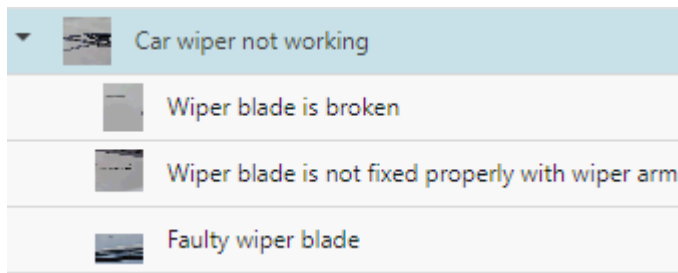 Car wiper not working
Wiper blade is broken
Wiper blade is not fixed properly with wiper arm
Faulty wiper blade